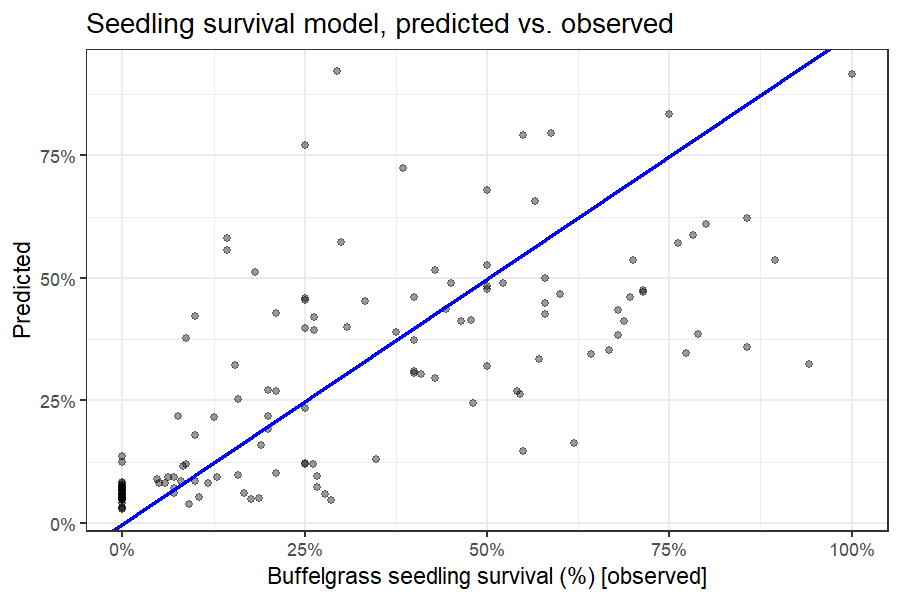 Seedling survival model, predicted vs. observed
Predicted
75%
50%
25%
0%
0% 25% 50% 75% 100%
Buffelgrass seedling survival (%) [observed]